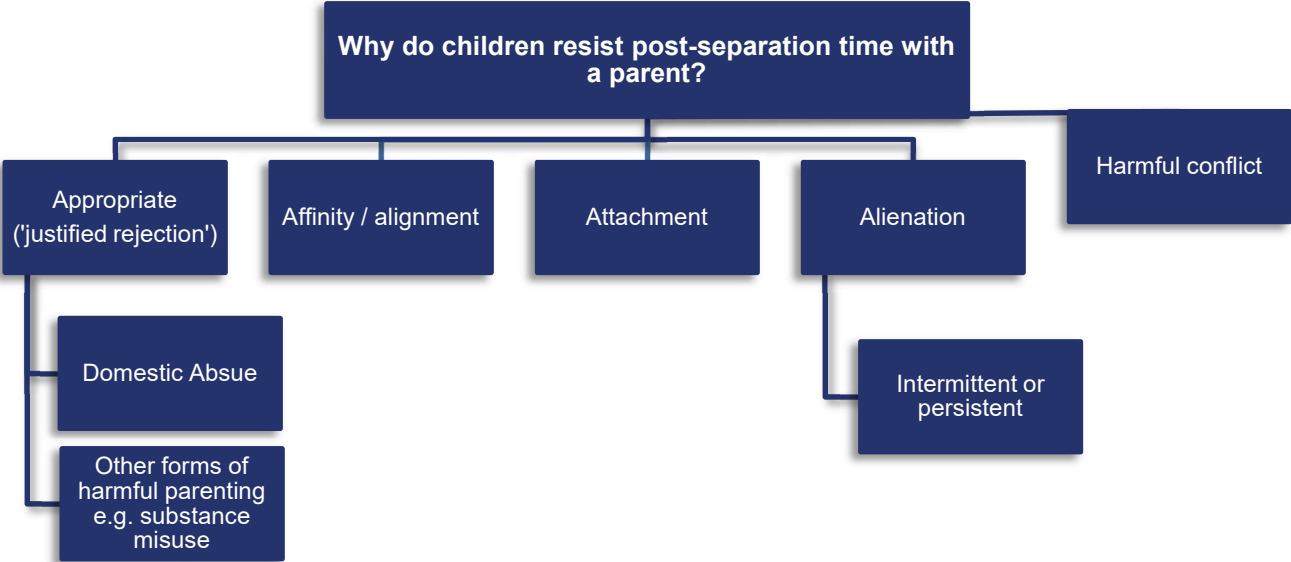 Why do children resist post-separation time with
a parent?
Harmful conflict
Appropriate
('justified rejection')
Affinity / alignment
Attachment
Alienation
Domestic Absue
Intermittent or
persistent
Other forms of
harmful parenting
e.g. substance
misuse